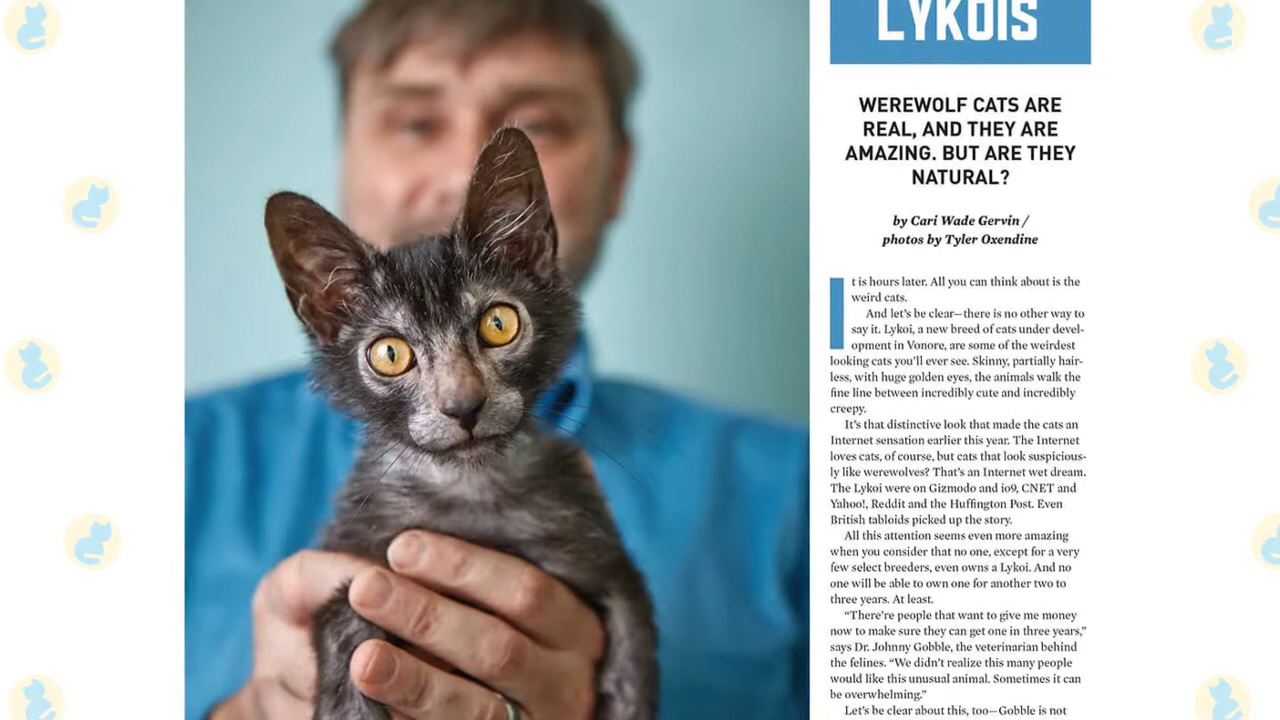 LYKOIS
WEREWOLF CATS ARE
REAL, AND THEY ARE
AMAZING. BUT ARE THEY
NATURAL?
by Cari Wade Gervin /
photos by Tyler Oxendine
It is hours later. All you can think about is the
weird cats.
And let’s be clear—there is no other way to
say it. Lykoi, a new breed of cats under devel-
opment in Vonore, are some of the weirdest
looking cats you’ll ever see. Skinny, partially hair-
less, with huge golden eyes, the animals walk the
fine line between incredibly cute and incredibly
creepy.
It’s that distinctive look that made the cats an
Internet sensation earlier this year. The Internet
loves cats, of course, but cats that look suspicious-
ly like werewolves? That’s an Internet wet dream.
The Lykoi were on Gizmodo and io9, CNET and
Yahoo!, Reddit and the Huffington Post. Even
British tabloids picked up the story.
All this attention seems even more amazing
when you consider that no one, except for a very
few select breeders, even owns a Lykoi. And no
one will be able to own one for another two to
three years. At least.
“There’re people that want to give me money
now to make sure they can get one in three years,”
says Dr. Johnny Gobble, the veterinarian behind
the felines. “We didn’t realize this many people
would like this unusual animal. Sometimes it can
be overwhelming.”
Let’s be clear about this, too—Gobble is not